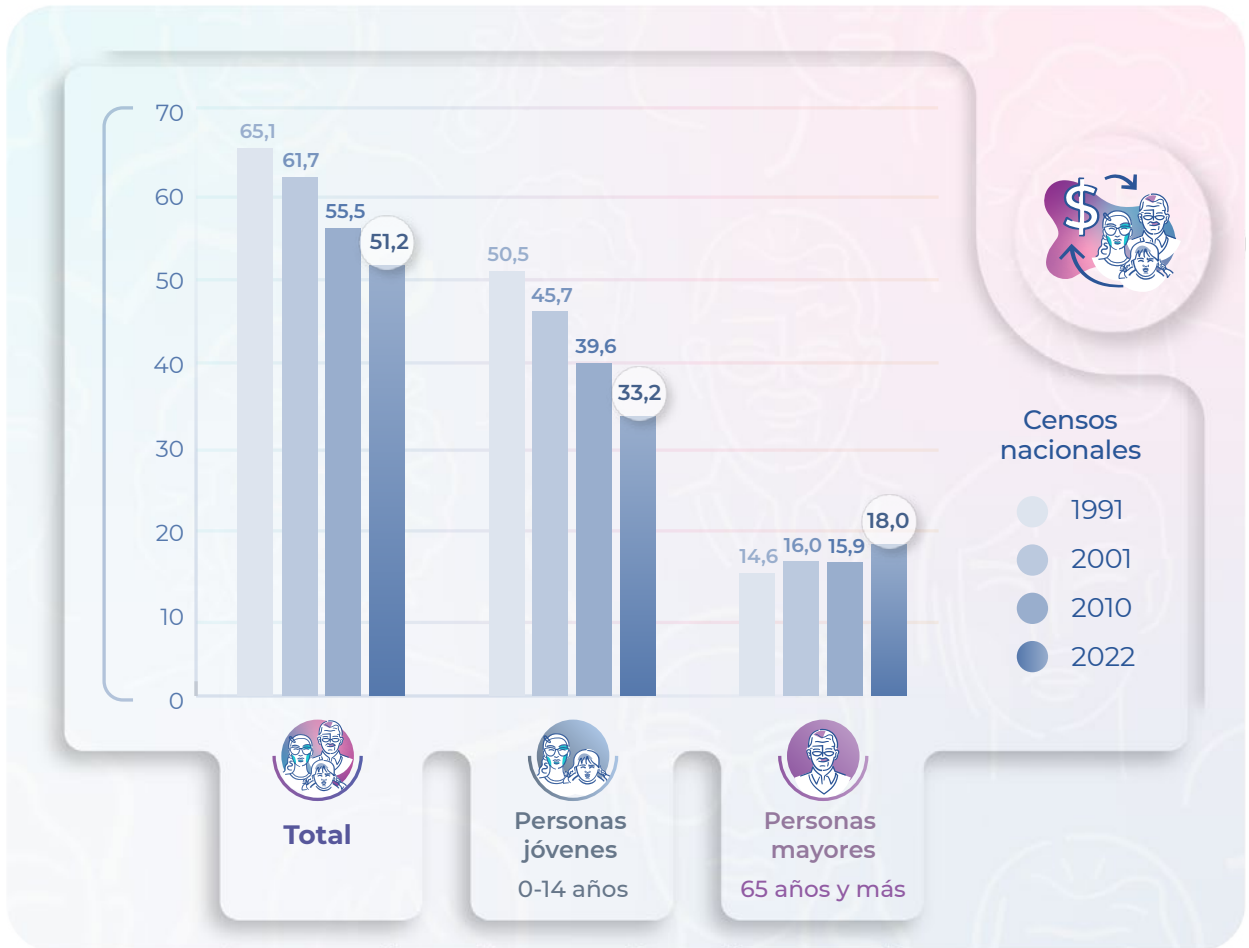 70
60
50
40
30
20
10
0
65,1
61,7
55,5
51,2
50,5
45,7
39,6
33,2
14,6
16,0
15,9
18,0
$
Censos
nacionales
1991
2001
2010
2022
Total
Personas
jóvenes
0-14 años
Personas
mayores
65 años y más